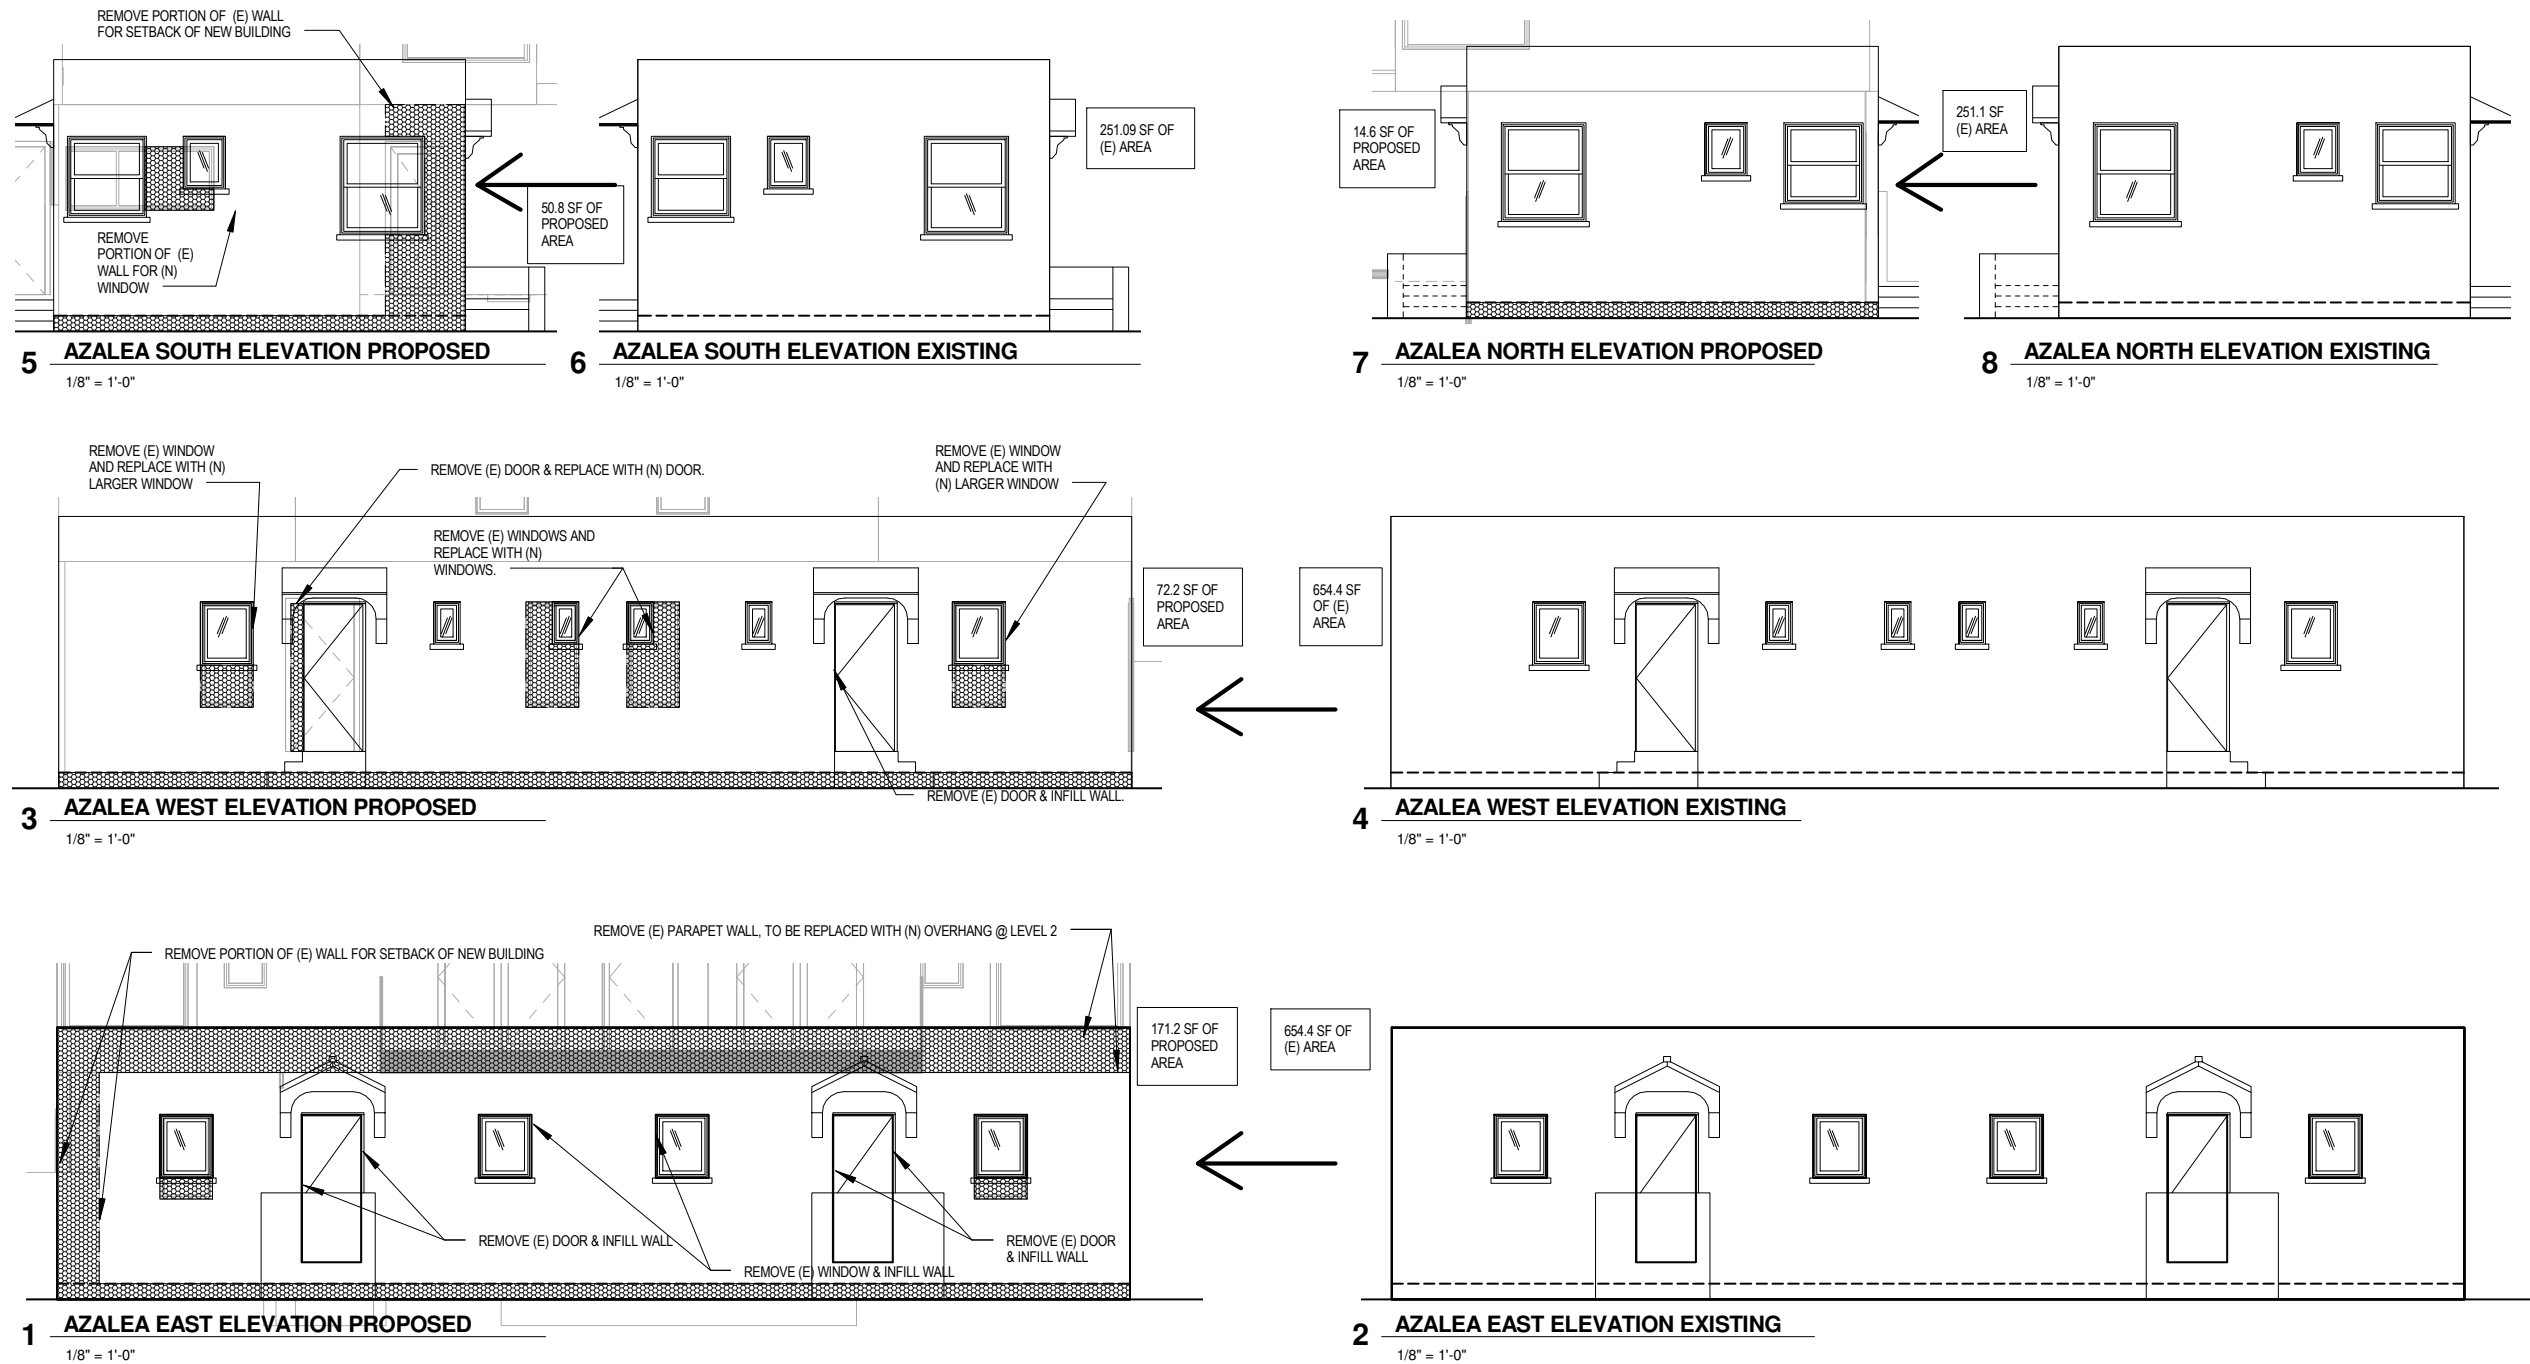 REMOVE PORTION OF (E) WALL
FOR SETBACK OF NEW BUILDING
REMOVE
PORTION OF (E)
WALL FOR (N)
WINDOW
50.8 SF OF
PROPOSED
AREA
251.09 SF OF
(E) AREA
14.6 SF OF
PROPOSED
AREA
251.1 SF
(E) AREA
5 AZALEA SOUTH ELEVATION PROPOSED
1/8" = 1'-0"
6 AZALEA SOUTH ELEVATION EXISTING
1/8" = 1'-0"
7 AZALEA NORTH ELEVATION PROPOSED
1/8" = 1'-0"
8 AZALEA NORTH ELEVATION EXISTING
1/8" = 1'-0"
REMOVE (E) WINDOW
AND REPLACE WITH (N)
LARGER WINDOW
REMOVE (E) DOOR & REPLACE WITH (N) DOOR.
REMOVE (E) WINDOWS AND
REPLACE WITH (N)
WINDOWS.
REMOVE (E) WINDOW
AND REPLACE WITH
(N) LARGER WINDOW
72.2 SF OF
PROPOSED
AREA
654.4 SF
OF (E)
AREA
REMOVE (E) DOOR & INFILL WALL.
3 AZALEA WEST ELEVATION PROPOSED
1/8" = 1'-0"
4 AZALEA WEST ELEVATION EXISTING
1/8" = 1'-0"
REMOVE (E) PARAPET WALL, TO BE REPLACED WITH (N) OVERHANG @ LEVEL 2
REMOVE PORTION OF (E) WALL FOR SETBACK OF NEW BUILDING
171.2 SF OF
PROPOSED
AREA
654.4 SF OF
(E) AREA
REMOVE (E) DOOR & INFILL WALL
REMOVE (E) WINDOW & INFILL WALL
REMOVE (E) DOOR
& INFILL WALL
1 AZALEA EAST ELEVATION PROPOSED
1/8" = 1'-0"
2 AZALEA EAST ELEVATION EXISTING
1/8" = 1'-0"